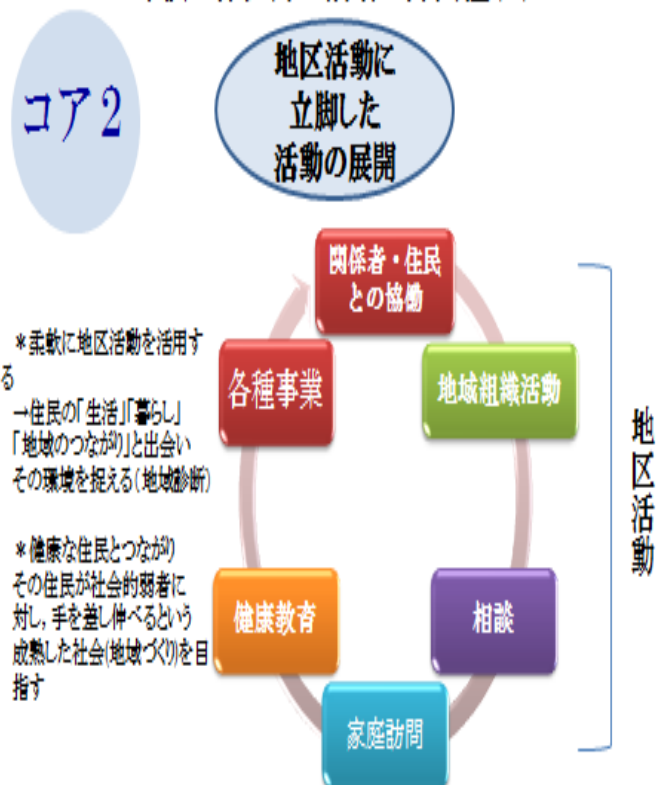 コア2
地区活動に
立脚した
活動の展開
関係者・住民
との協働
各種事業
地域組織活動
*柔軟に地区活動を活用す
る
→住民の「生活」「暮らし」
「地域のつながり」と出会い
その環境を捉える(地域診断)
地区活動
*健康な住民とつながり
その住民が社会的弱者に
対し,手を差し伸べるという
成熟した社会(地域づくり)を目
指す
健康教育
相談
家庭訪問